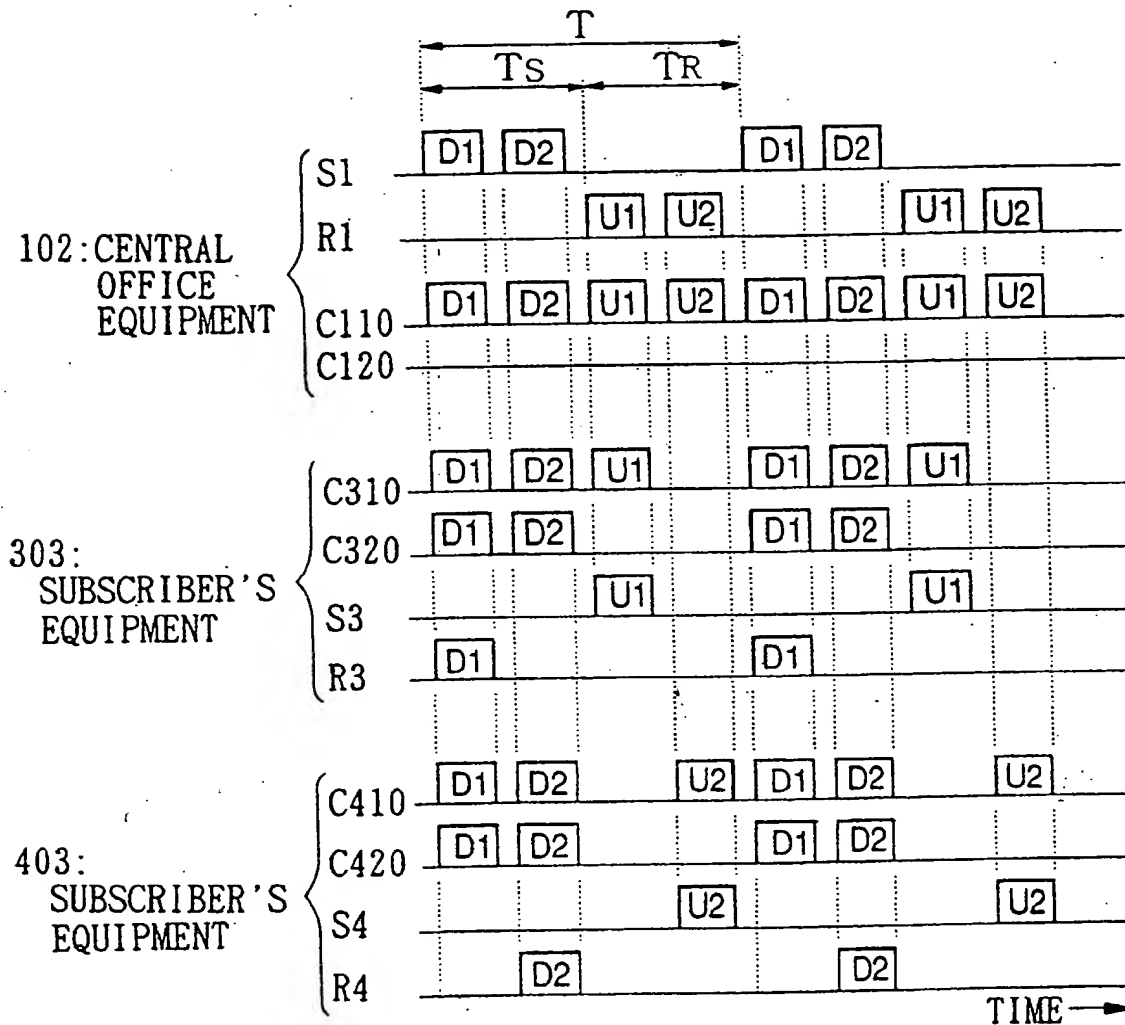 T
Ts TR
S1 D1 D2 D1 D2
R1 U1 U2 U1 U2
102:CENTRAL
OFFICE
EQUIPMENT
C110 D1 D2 U1 U2 D1 D2 U1 U2
C120
C310 D1 D2 U1 D1 D2 U1
C320 D1 D2 D1 D2
303:
SUBSCRIBER'S
EQUIPMENT
S3 U1 U1
R3 D1 D1
C410 D1 D2 U2 D1 D2 U2
C420 D1 D2 D1 D2
403:
SUBSCRIBER'S
EQUIPMENT
S4 U2 U2
R4 D2 D2
TIME